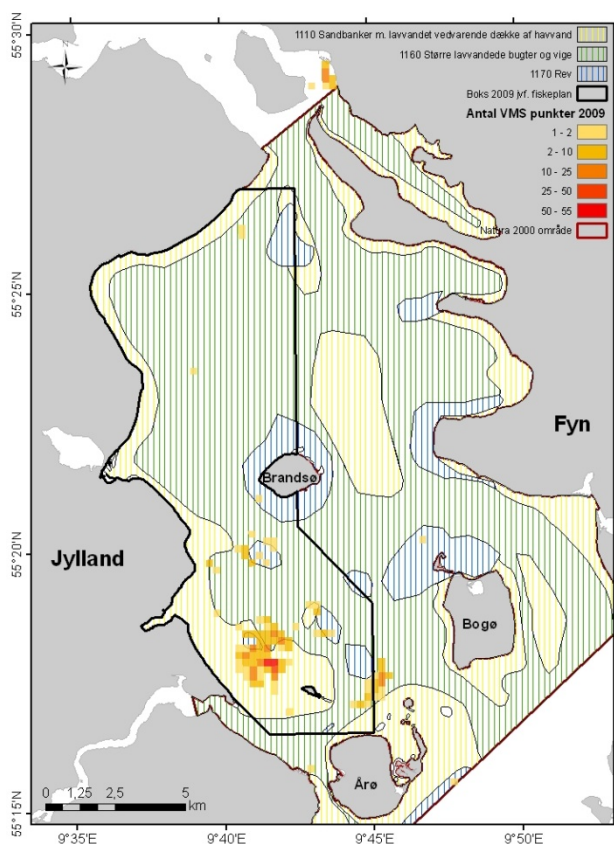 55°30'N
1110 Sandbanker m. lavvandet vedvarende dække af havvand
1160 Større lavvandede bugter og vige
1170 Rev
Boks 2009 jvf. fiskeplan
Antal VMS punkter 2009
1 - 2
2 - 10
10 - 25
25 - 50
50 - 55
Natura 2000 område
55°25'N
Fyn
Brandsø
55°20'N
Jylland
Bogø
Årø
0 1,25 2,5 5
km
55°15'N
9°35'E 9°40'E 9°45'E 9°50'E